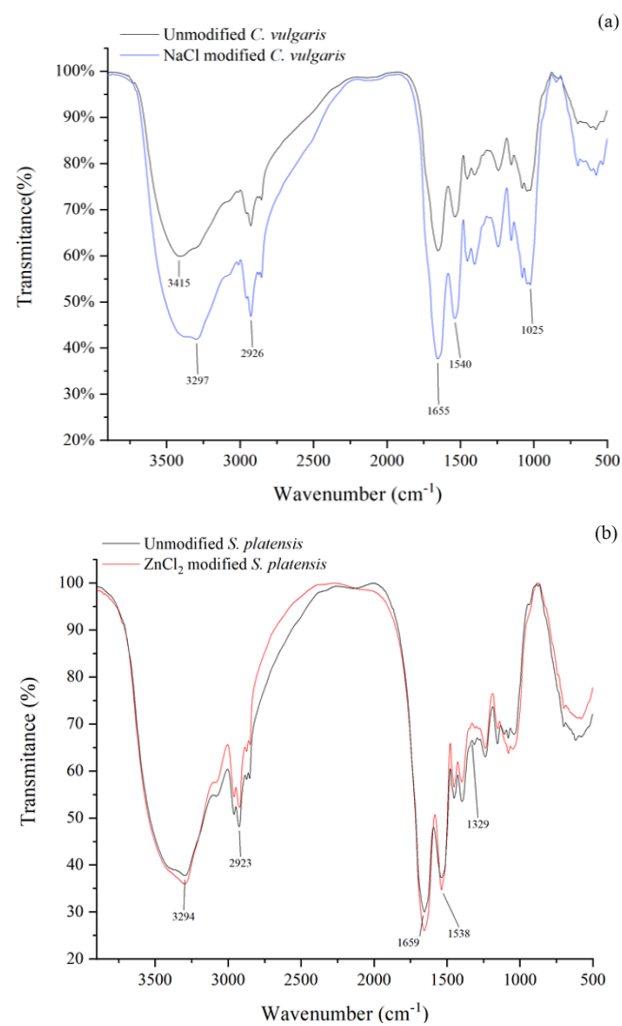 (a)
Unmodified C. vulgaris
NaCl modified C. vulgaris
100%
90%
80%
70%
60%
50%
40%
30%
20%
Transmitance(%)
3415
3297
2926
1655
1540
1025
3500 3000 2500 2000 1500 1000 500
Wavenumber (cm⁻¹)
(b)
Unmodified S. platensis
ZnCl₂ modified S. platensis
100
90
80
70
60
50
40
30
20
Transmitance (%)
3294
2923
1659
1538
1329
3500 3000 2500 2000 1500 1000 500
Wavenumber (cm⁻¹)